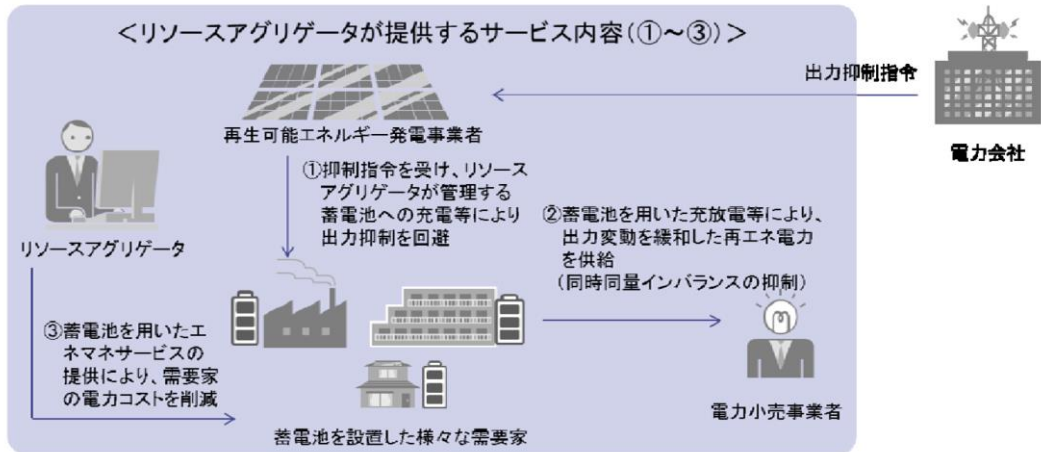 ＜リソースアグリゲータが提供するサービス内容(①～③)＞
出力抑制指令
電力会社
再生可能エネルギー発電事業者
①抑制指令を受け、リソース
アグリゲータが管理する
蓄電池への充電等により
出力抑制を回避
リソースアグリゲータ
②蓄電池を用いた充放電等により、
出力変動を緩和した再エネ電力
を供給
(同時同量インバランスの抑制)
③蓄電池を用いたエ
ネマネサービスの
提供により、需要家
の電力コストを削減
電力小売事業者
蓄電池を設置した様々な需要家